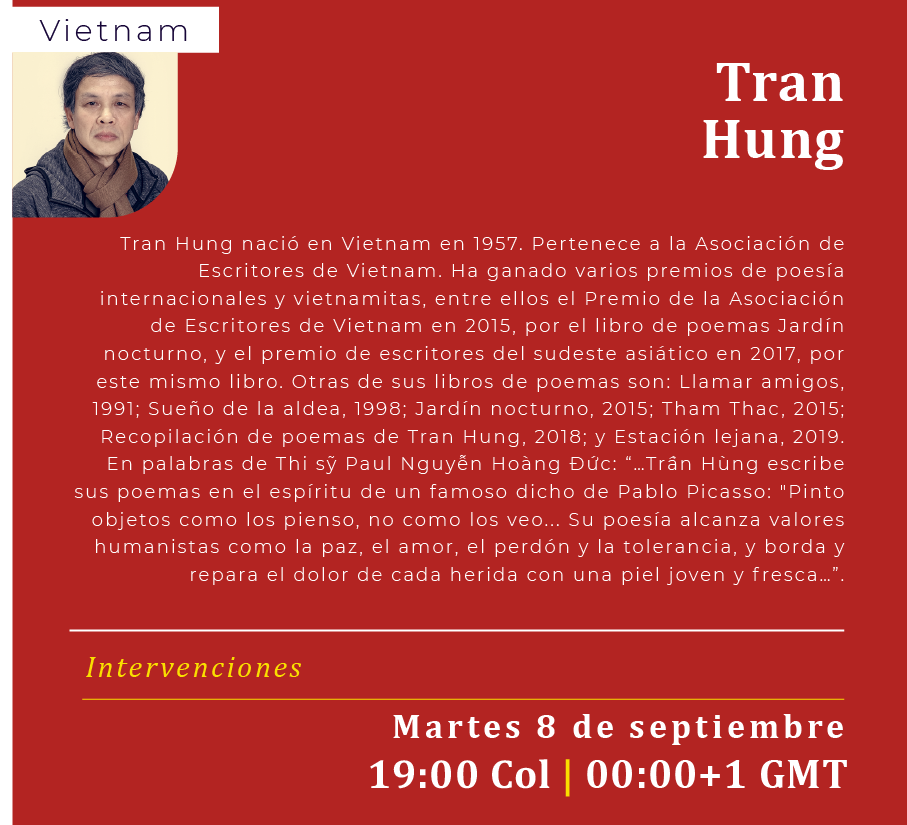 Vietnam
Tran
Hung
Tran Hung nació en Vietnam en 1957. Pertenece a la Asociación de
Escritores de Vietnam. Ha ganado varios premios de poesía
internacionales y vietnamitas, entre ellos el Premio de la Asociación
de Escritores de Vietnam en 2015, por el libro de poemas Jardín
nocturno, y el premio de escritores del sudeste asiático en 2017, por
este mismo libro. Otras de sus libros de poemas son: Llamar amigos,
1991; Sueño de la aldea, 1998; Jardín nocturno, 2015; Tham Thac, 2015;
Recopilación de poemas de Tran Hung, 2018; y Estación lejana, 2019.
En palabras de Thi sỹ Paul Nguyễn Hoàng Đức: “…Trần Hùng escribe
sus poemas en el espíritu de un famoso dicho de Pablo Picasso: "Pinto
objetos como los pienso, no como los veo... Su poesía alcanza valores
humanistas como la paz, el amor, el perdón y la tolerancia, y borda y
repara el dolor de cada herida con una piel joven y fresca…”.
Intervenciones
Martes 8 de septiembre
19:00 Col | 00:00+1 GMT